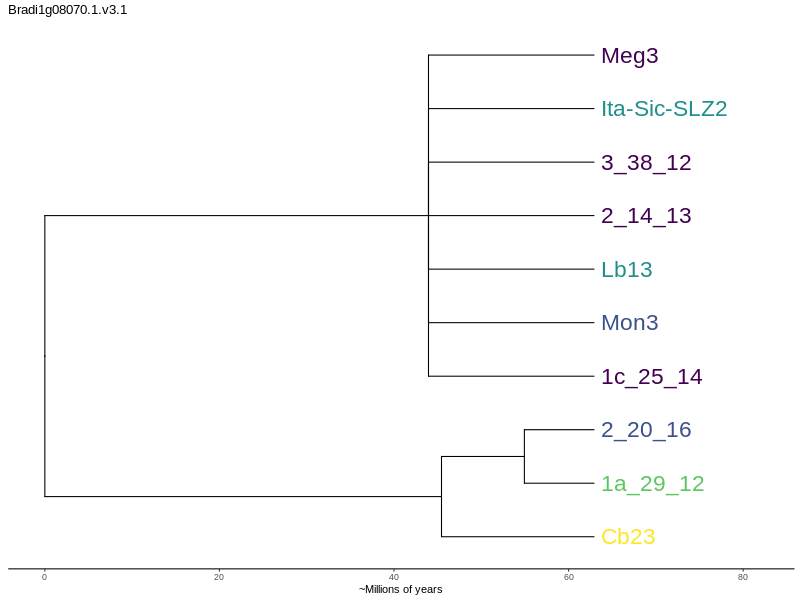 Bradi1g08070.1.v3.1
Meg3
Ita-Sic-SLZ2
3_38_12
2_14_13
Lb13
Mon3
1c_25_14
2_20_16
1a_29_12
Cb23
0 20 40 60 80
~Millions of years